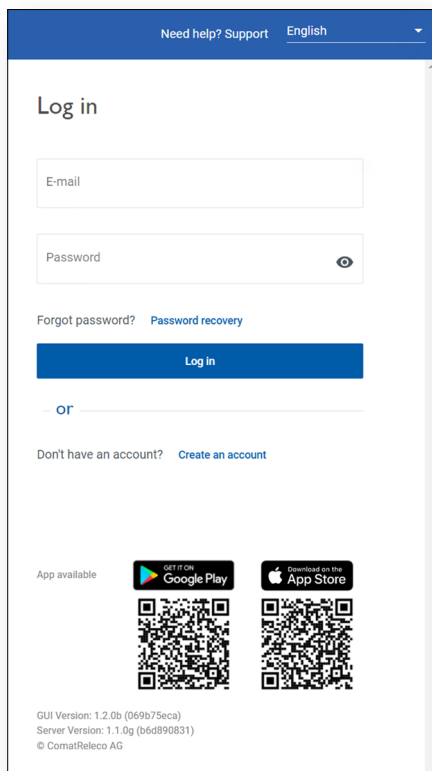 Need help? Support English
Log in
E-mail
Password
Forgot password? Password recovery
Log in
or
Don't have an account? Create an account
App available
GET IT ON
Google Play
Download on the
App Store
GUI Version: 1.2.0b (069b75eca)
Server Version: 1.1.0g (b6d890831)
© ComatReleco AG